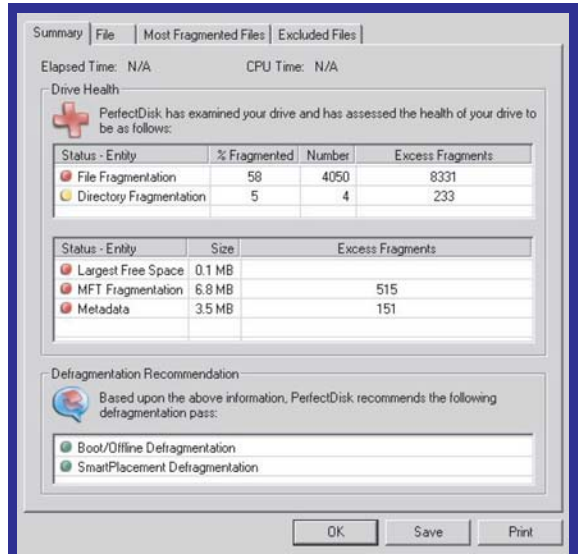 Summary File Most Fragmented Files Excluded Files
Elapsed Time: N/A CPU Time: N/A
Drive Health
PerfectDisk has examined your drive and has assessed the health of your drive to
be as follows:
Status - Entity % Fragmented Number Excess Fragments
File Fragmentation 58 4050 8331
Directory Fragmentation 5 4 233
Status - Entity Size Excess Fragments
Largest Free Space 0.1 MB
MFT Fragmentation 6.8 MB 515
Metadata 3.5 MB 151
Defragmentation Recommendation
Based upon the above information, PerfectDisk recommends the following
defragmentation pass:
Boot/Offline Defragmentation
SmartPlacement Defragmentation
OK Save Print